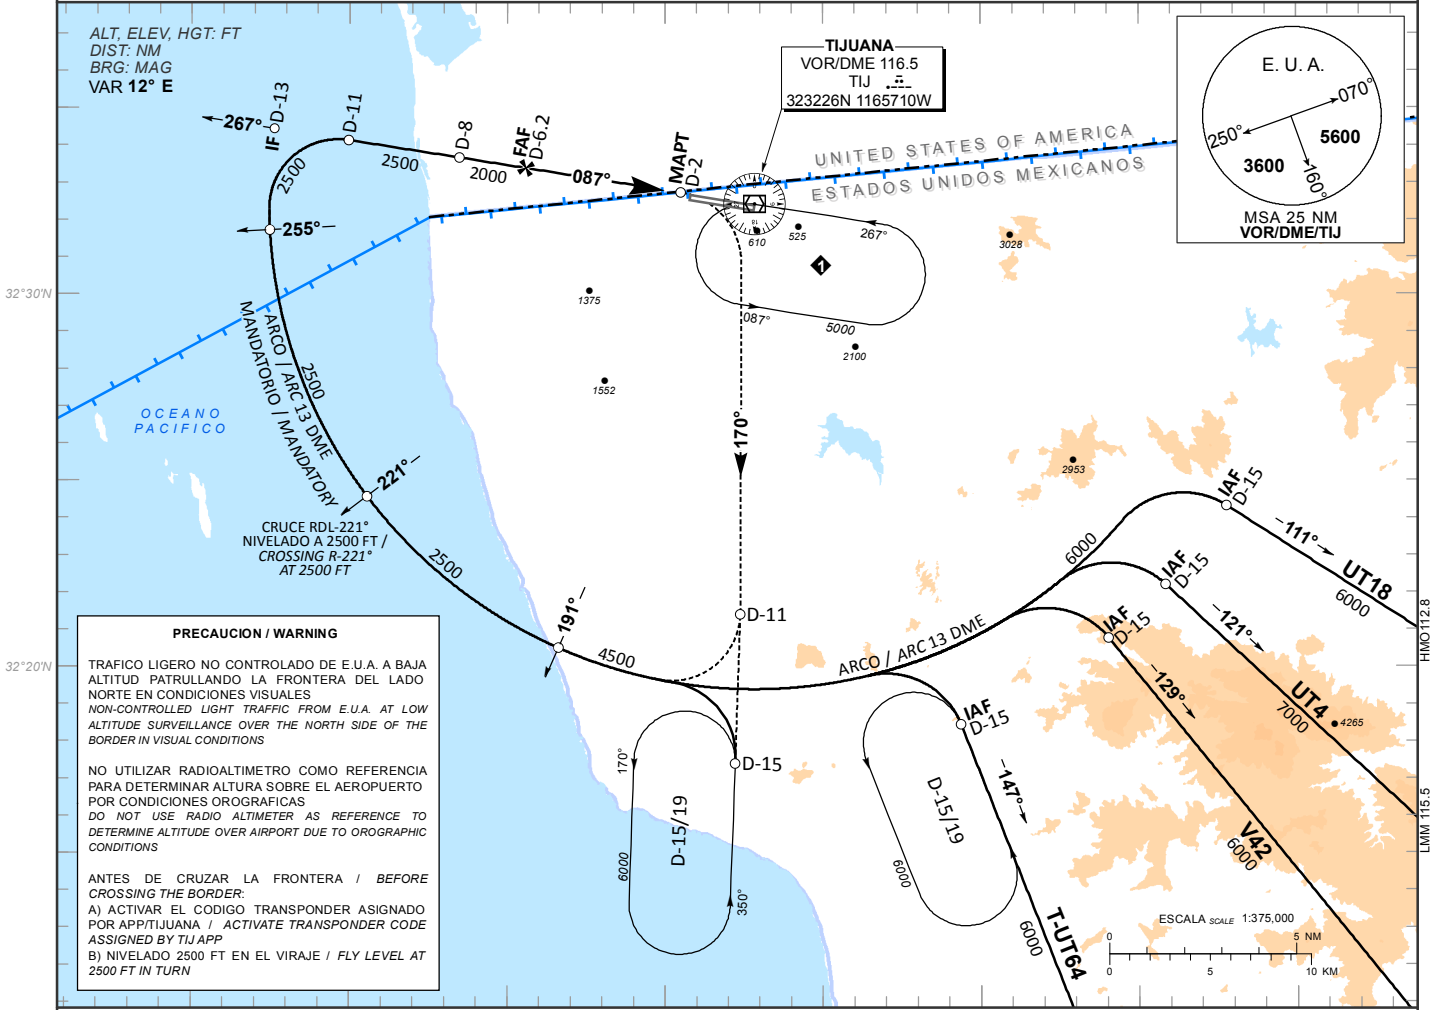 ALT, ELEV, HGT: FT
DIST: NM
BRG: MAG
VAR 12° E
TIJUANA
VOR/DME 116.5
TIJ
323226N 1165710W
E. U. A.
070°
250°
5600
3600
160°
MSA 25 NM
VOR/DME/TIJ
267°
IF D-13
D-11
D-8
FAF
D-6.2
MAPT
D-2
2500
2500
2000
087°
UNITED STATES OF AMERICA
ESTADOS UNIDOS MEXICANOS
255°
18
610
525
267°
1
3028
087°
5000
32°30'N
1375
2100
1552
ARCO / ARC 13 DME
MANDATORIO / MANDATORY
2500
OCEANO
PACIFICO
170°
2953
221°
CRUCE RDL-221°
NIVELADO A 2500 FT /
CROSSING R-221°
AT 2500 FT
2500
IAF
D-15
111°
UT18
6000
6000
IAF
D-15
121°
UT4
7000
4265
IAF
D-15
129°
V42
6000
HMO 112.8
LMM 115.5
191°
D-11
32°20'N
4500
ARCO / ARC 13 DME
IAF
D-15
147°
T-UT64
6000
D-15
170°
D-15/19
6000
350°
D-15/19
6000
PRECAUCION / WARNING
TRAFICO LIGERO NO CONTROLADO DE E.U.A. A BAJA
ALTITUD PATRULLANDO LA FRONTERA DEL LADO
NORTE EN CONDICIONES VISUALES
NON-CONTROLLED LIGHT TRAFFIC FROM E.U.A. AT LOW
ALTITUDE SURVEILLANCE OVER THE NORTH SIDE OF THE
BORDER IN VISUAL CONDITIONS
NO UTILIZAR RADIOALTIMETRO COMO REFERENCIA
PARA DETERMINAR ALTURA SOBRE EL AEROPUERTO
POR CONDICIONES OROGRAFICAS
DO NOT USE RADIO ALTIMETER AS REFERENCE TO
DETERMINE ALTITUDE OVER AIRPORT DUE TO OROGRAPHIC
CONDITIONS
ANTES DE CRUZAR LA FRONTERA / BEFORE
CROSSING THE BORDER:
A) ACTIVAR EL CODIGO TRANSPONDER ASIGNADO
POR APP/TIJUANA / ACTIVATE TRANSPONDER CODE
ASSIGNED BY TIJ APP
B) NIVELADO 2500 FT EN EL VIRAJE / FLY LEVEL AT
2500 FT IN TURN
ESCALA SCALE 1:375,000
0 5 NM
0 5 10 KM